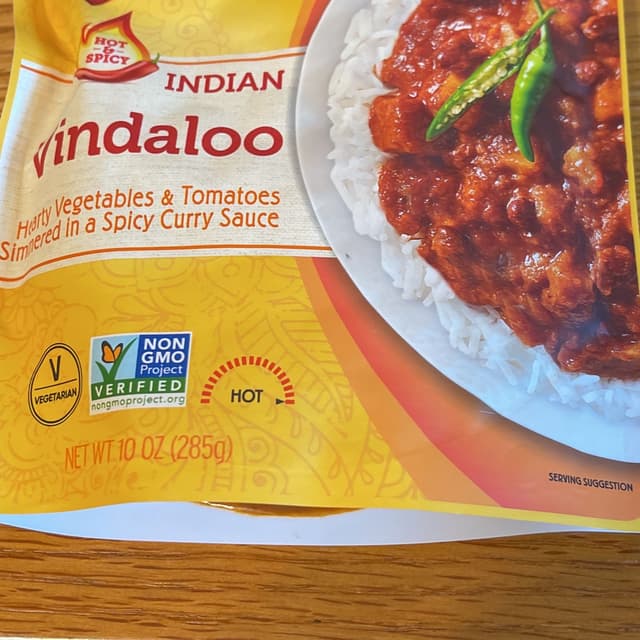 HOT
&
SPICY
INDIAN
Vindaloo
Hearty Vegetables & Tomatoes
Simmered in a Spicy Curry Sauce
V
VEGETARIAN
NON
GMO
Project
VERIFIED
nongmoproject.org
HOT
NET WT 10 OZ (285g)
SERVING SUGGESTION